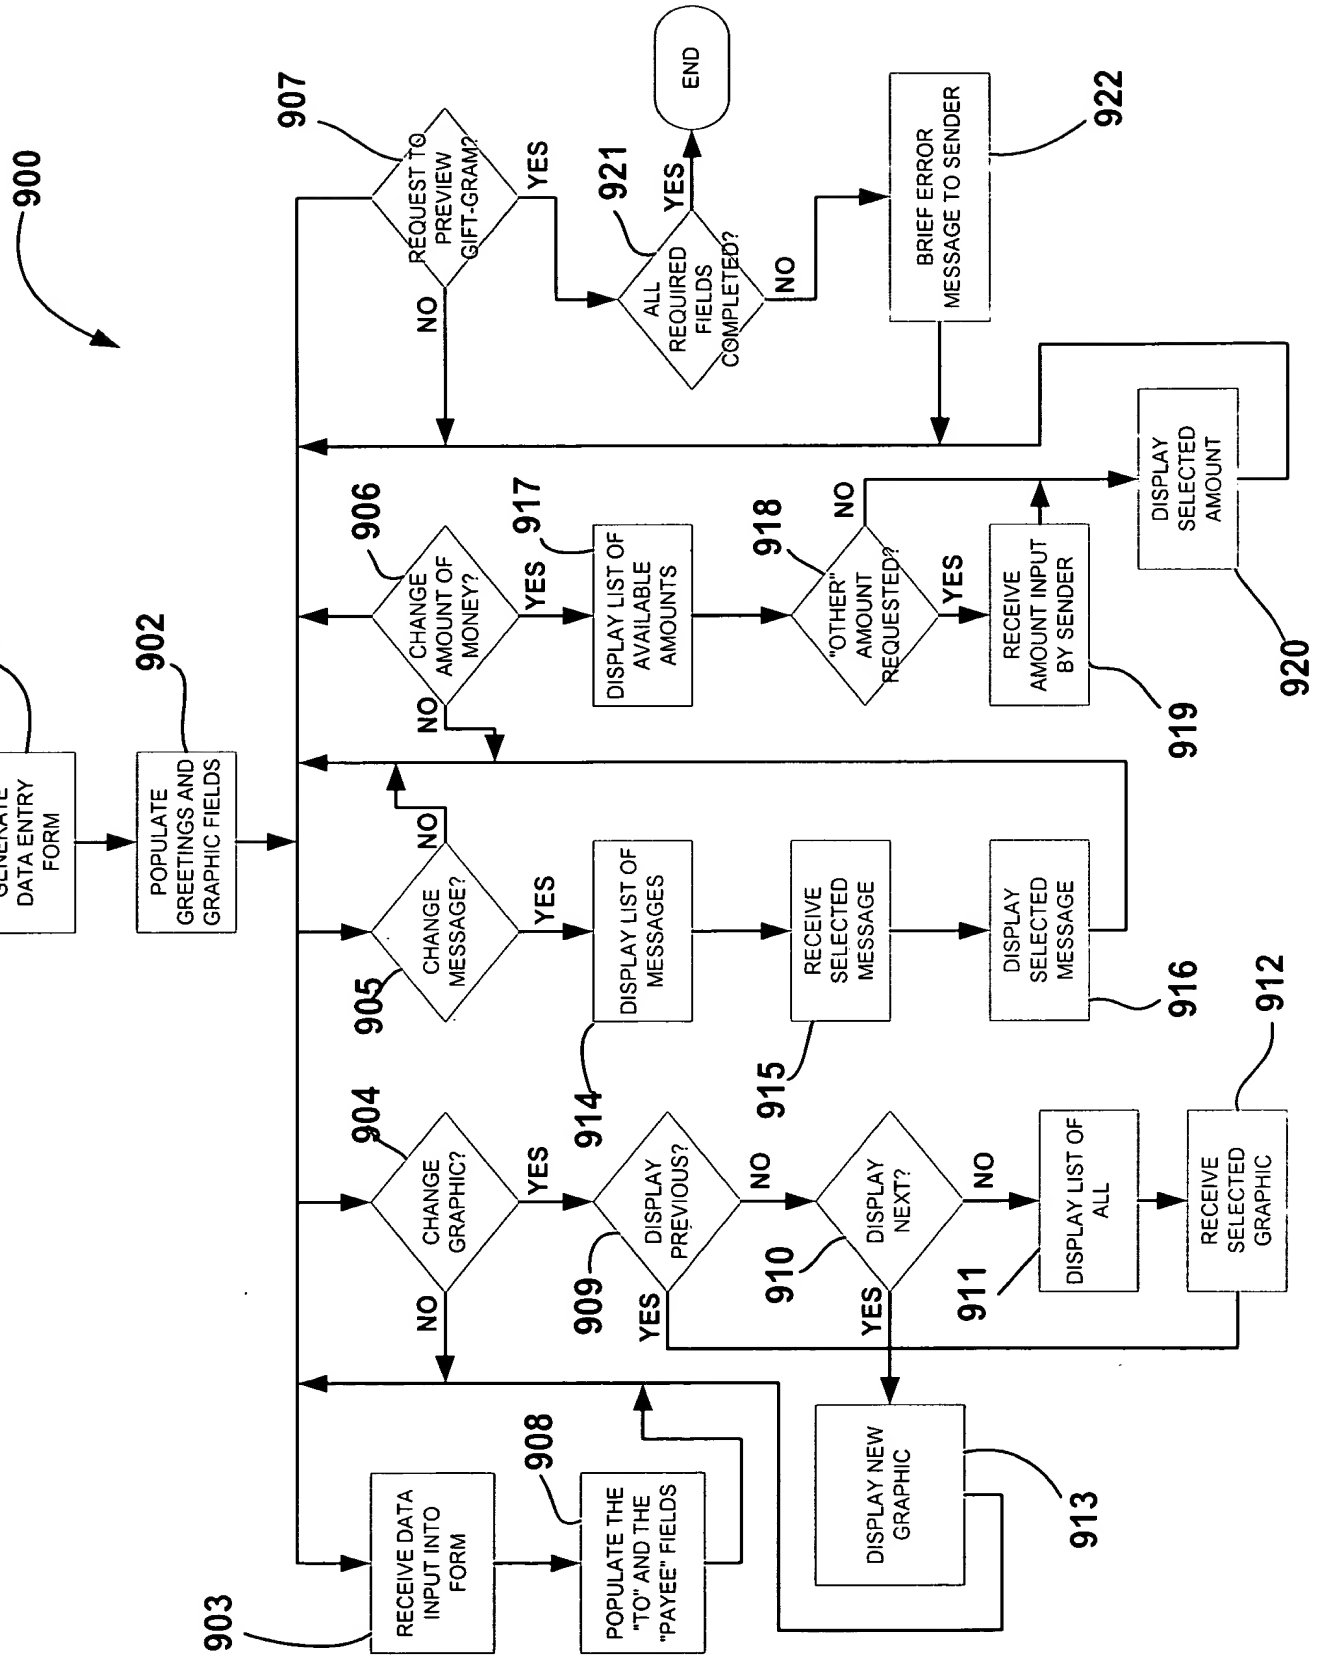 900
GENERATE
DATA ENTRY
FORM
902
POPULATE
GREETINGS AND
GRAPHIC FIELDS
903
RECEIVE DATA
INPUT INTO
FORM
908
POPULATE THE
"TO" AND THE
"PAYEE" FIELDS
904
CHANGE
GRAPHIC?
NO
YES
909
DISPLAY
PREVIOUS?
YES
NO
910
DISPLAY
NEXT?
YES
NO
911
DISPLAY LIST OF
ALL
912
RECEIVE
SELECTED
GRAPHIC
913
DISPLAY NEW
GRAPHIC
905
CHANGE
MESSAGE?
NO
YES
914
DISPLAY LIST OF
MESSAGES
915
RECEIVE
SELECTED
MESSAGE
916
DISPLAY
SELECTED
MESSAGE
906
CHANGE
AMOUNT OF
MONEY?
NO
YES
917
DISPLAY LIST OF
AVAILABLE
AMOUNTS
918
"OTHER"
AMOUNT
REQUESTED?
NO
YES
919
RECEIVE
AMOUNT INPUT
BY SENDER
920
DISPLAY
SELECTED
AMOUNT
907
REQUEST TO
PREVIEW
GIFT-GRAM?
NO
YES
921
ALL
REQUIRED
FIELDS
COMPLETED?
YES
NO
END
922
BRIEF ERROR
MESSAGE TO SENDER